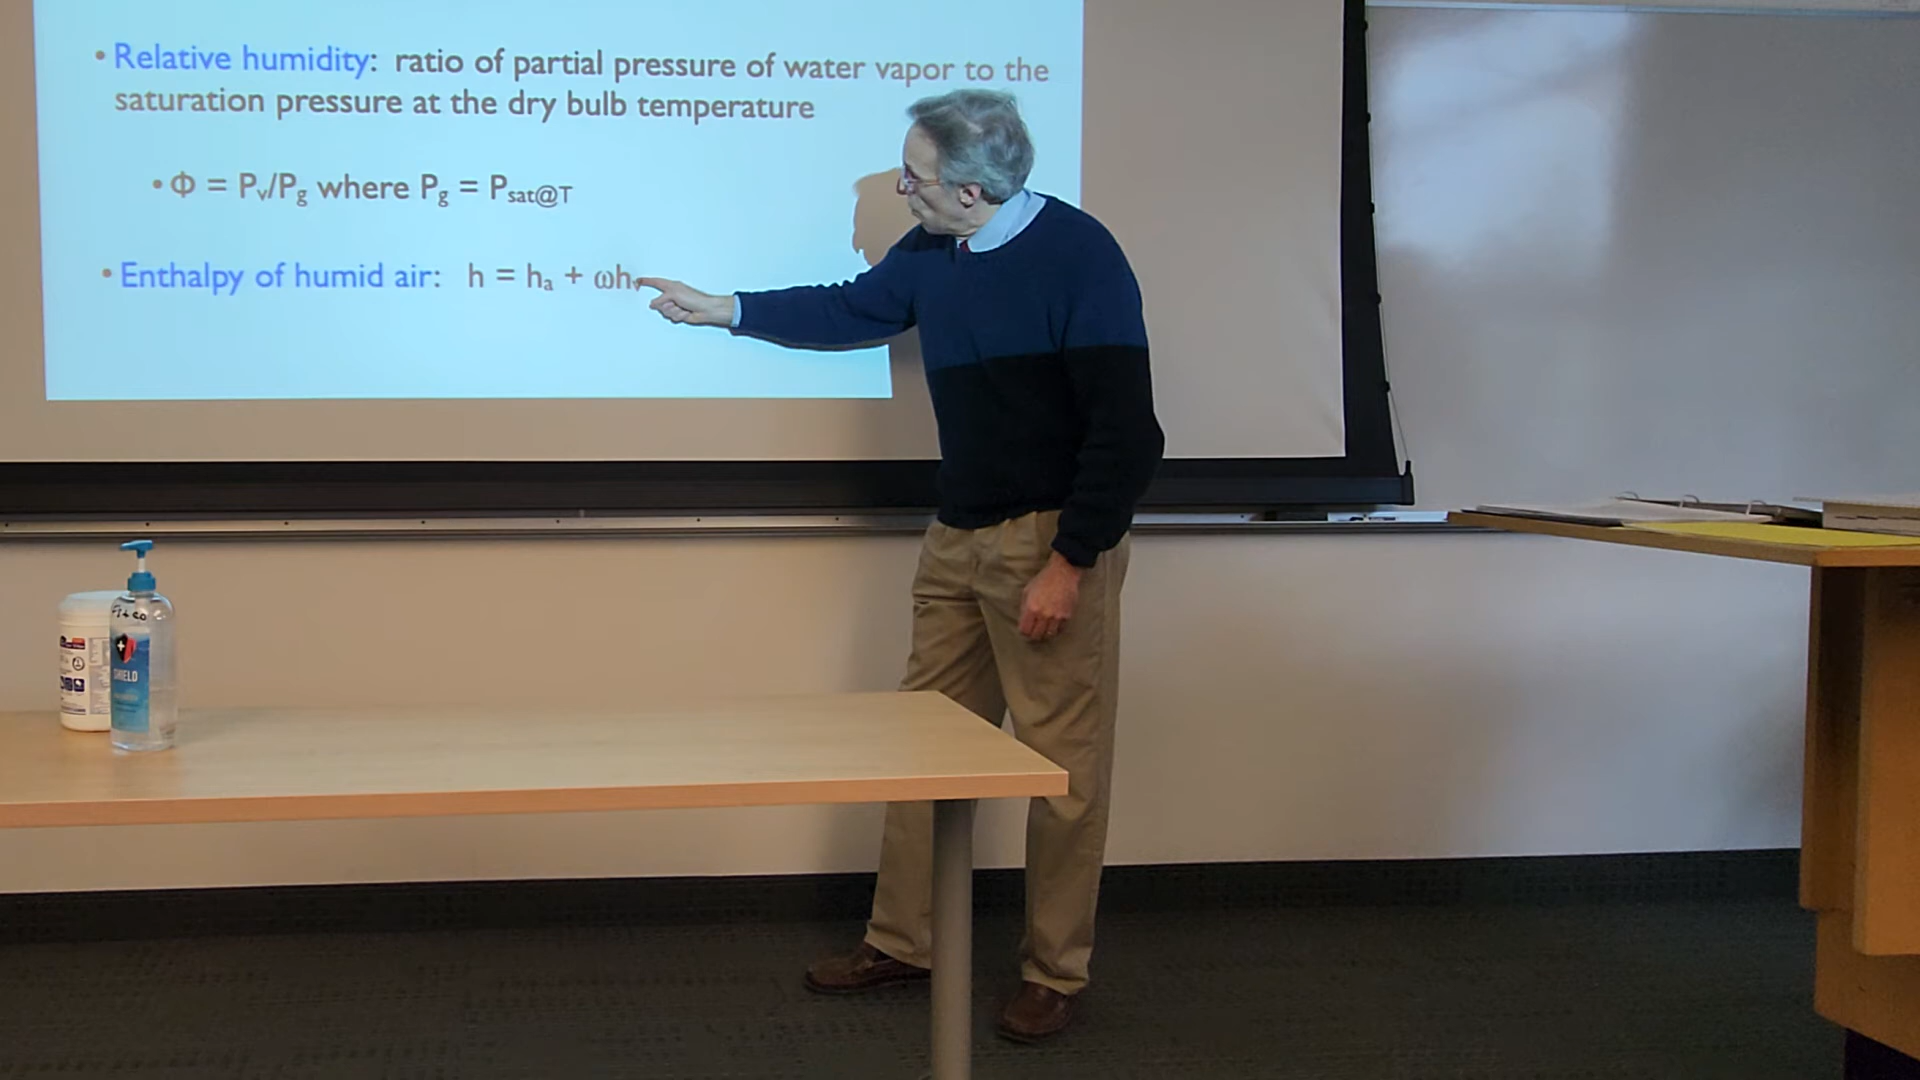 • Relative humidity: ratio of partial pressure of water vapor to the
saturation pressure at the dry bulb temperature
• Φ = Pv/Pg where Pg = Psat@T
• Enthalpy of humid air: h = ha + ωhv
SHIELD